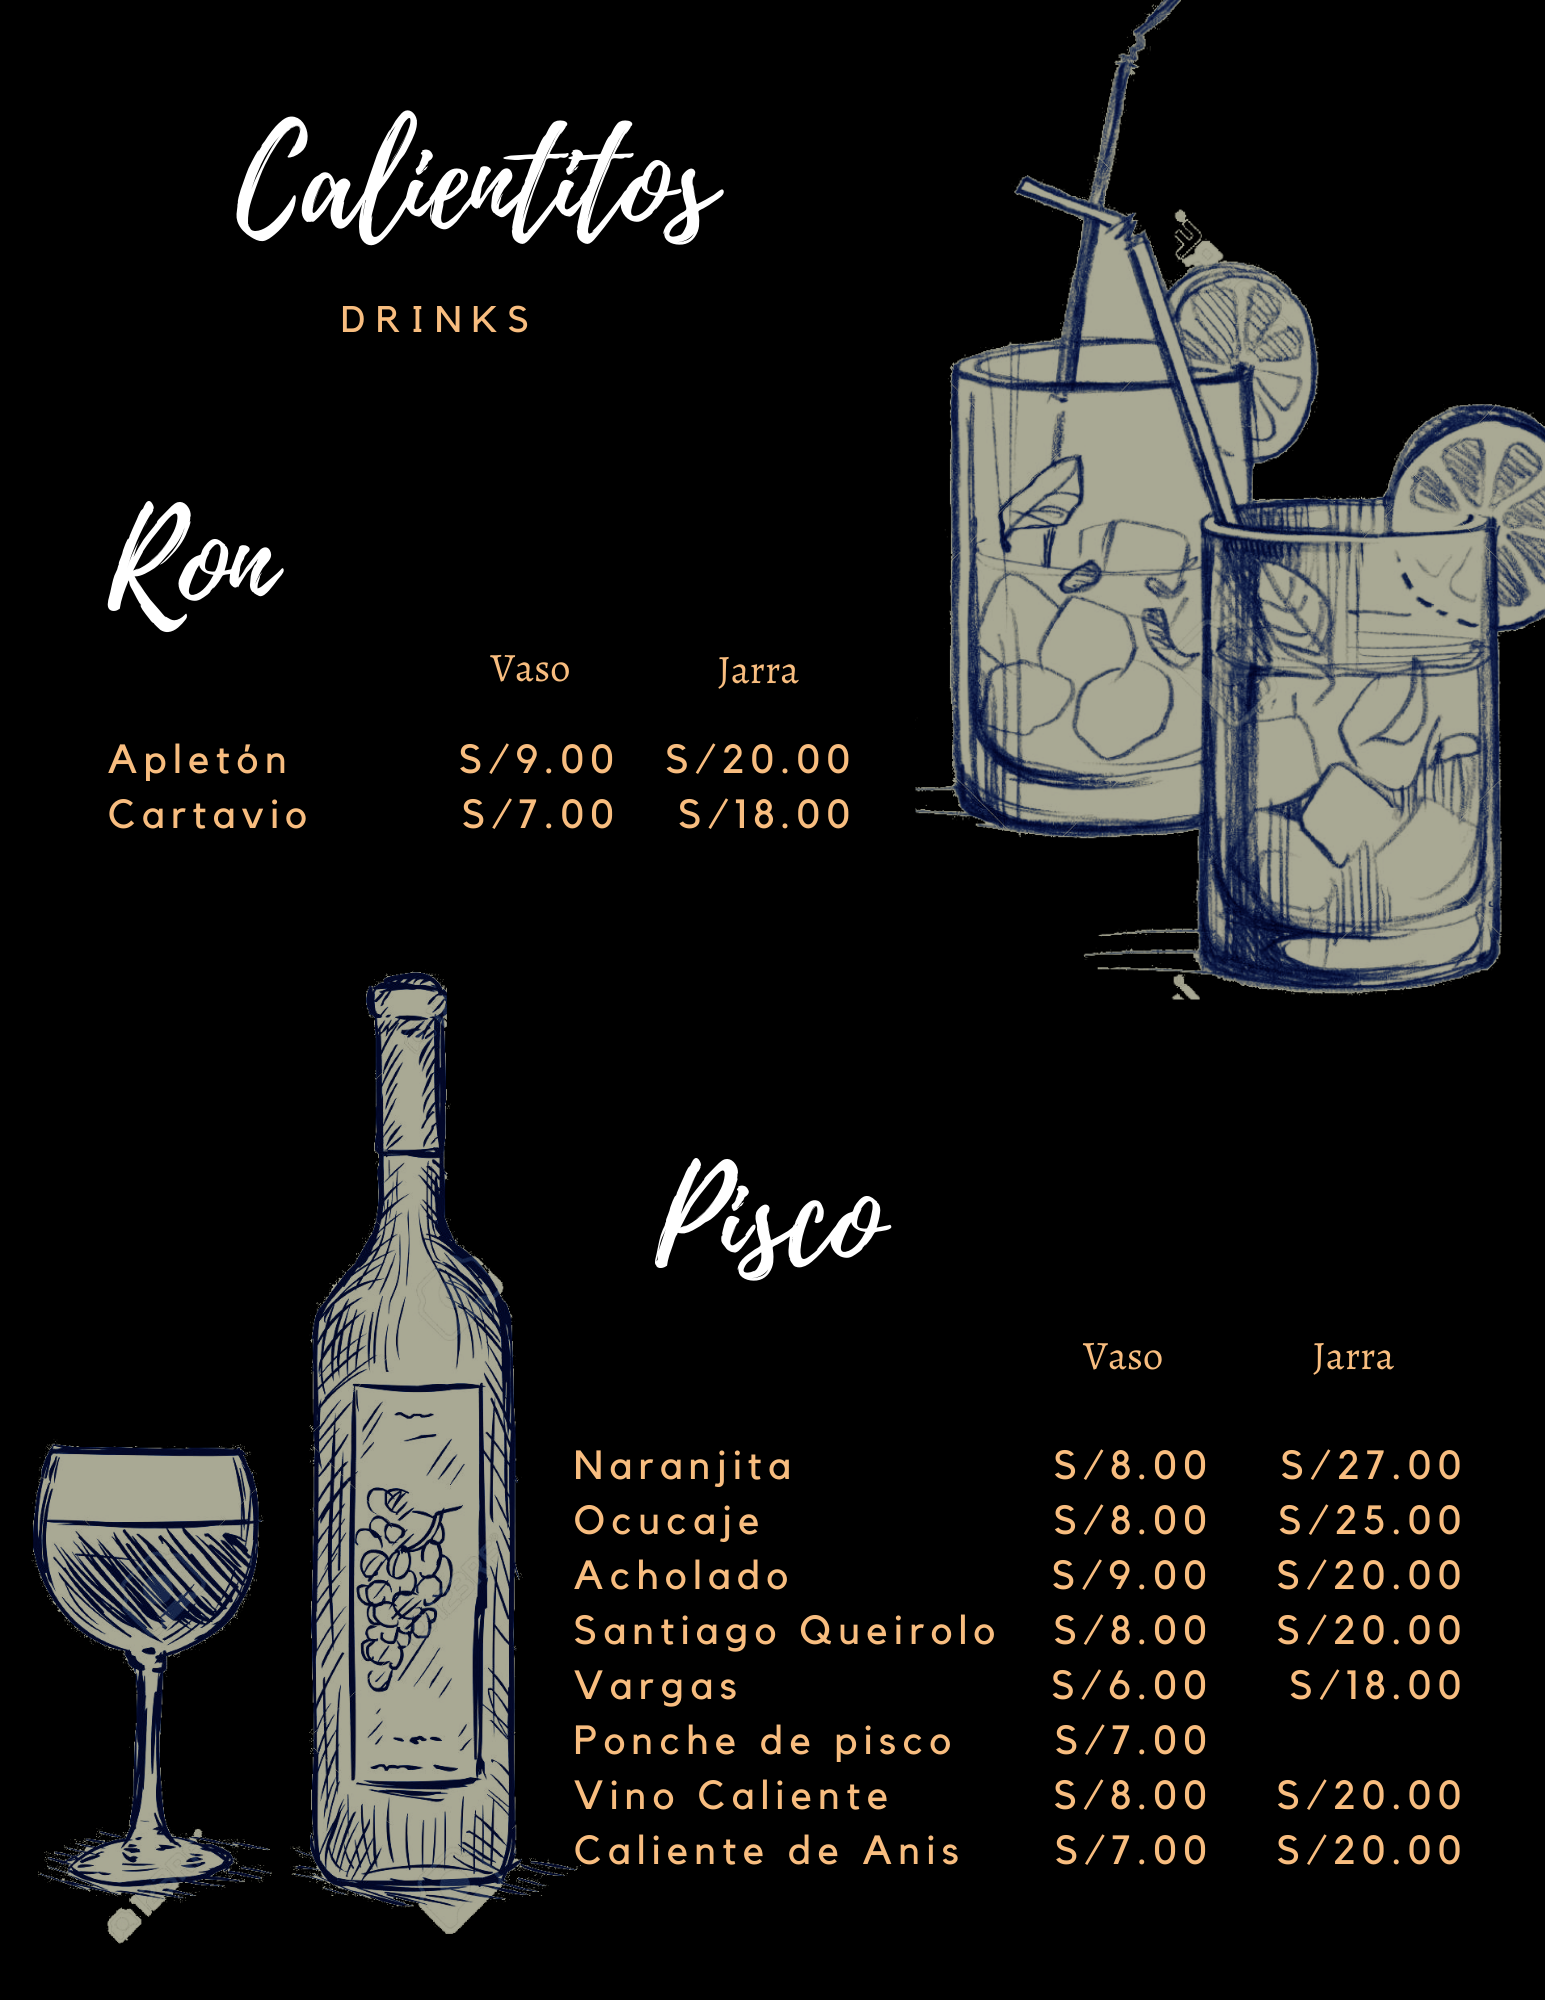 Calientitos
DRINKS
Ron
Vaso Jarra
Apletón S/9.00 S/20.00
Cartavio S/7.00 S/18.00
Pisco
Vaso Jarra
Naranjita S/8.00 S/27.00
Ocucaje S/8.00 S/25.00
Acholado S/9.00 S/20.00
Santiago Queirolo S/8.00 S/20.00
Vargas S/6.00 S/18.00
Ponche de pisco S/7.00
Vino Caliente S/8.00 S/20.00
Caliente de Anis S/7.00 S/20.00